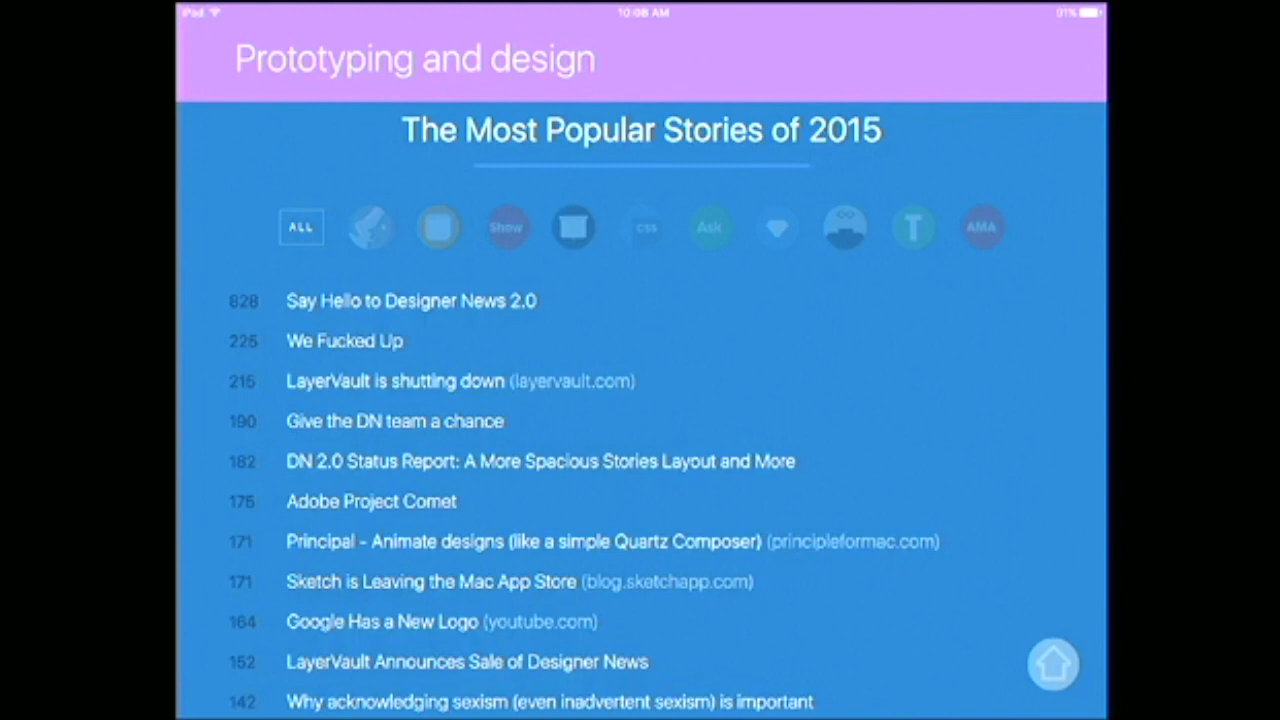 iPad 10:08 AM 91%
Prototyping and design
The Most Popular Stories of 2015
ALL Show css Ask T AMA
828 Say Hello to Designer News 2.0
225 We Fucked Up
215 LayerVault is shutting down (layervault.com)
190 Give the DN team a chance
182 DN 2.0 Status Report: A More Spacious Stories Layout and More
175 Adobe Project Comet
171 Principal - Animate designs (like a simple Quartz Composer) (principleformac.com)
171 Sketch is Leaving the Mac App Store (blog.sketchapp.com)
164 Google Has a New Logo (youtube.com)
152 LayerVault Announces Sale of Designer News
142 Why acknowledging sexism (even inadvertent sexism) is important